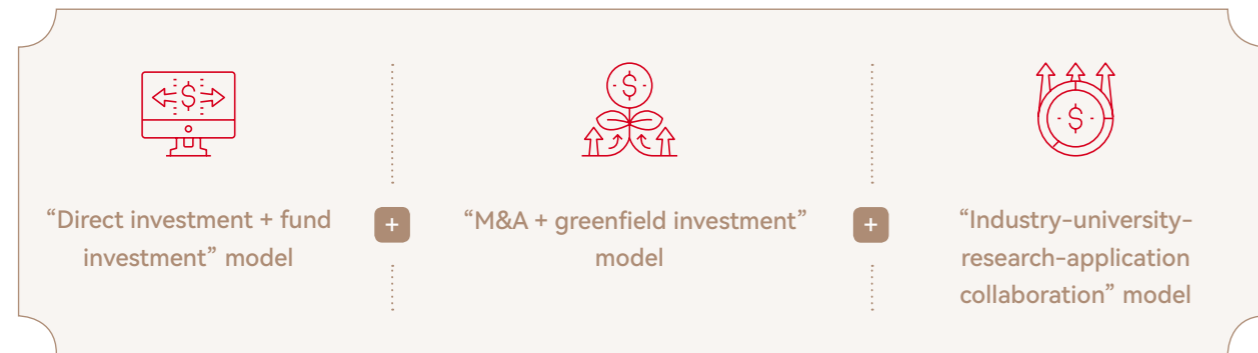 “Direct investment + fund
investment” model
+
“M&A + greenfield investment”
model
+
“Industry-university-
research-application
collaboration” model